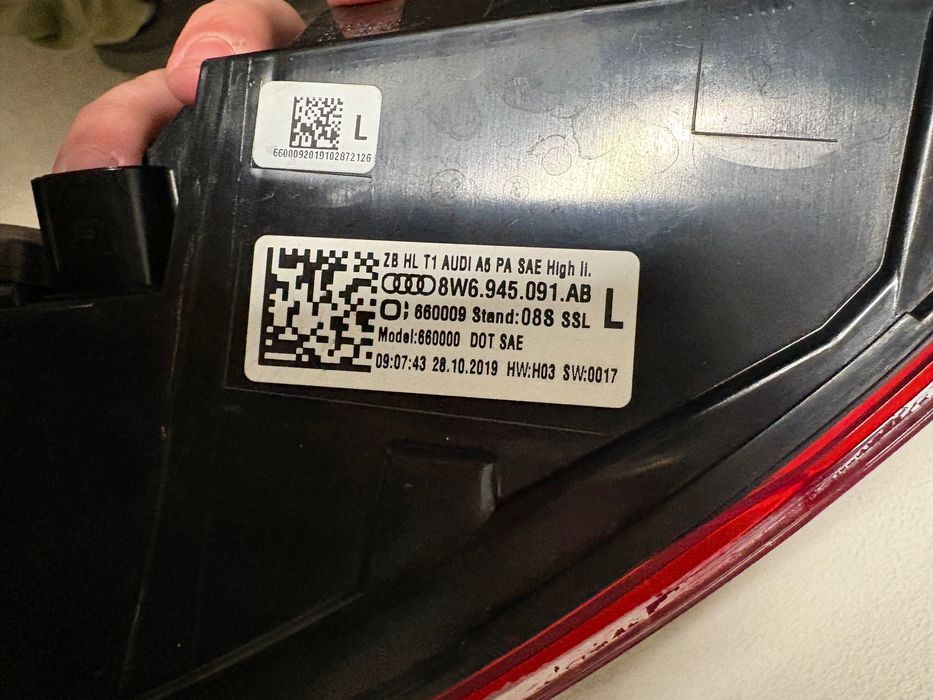 L
6600092019102872126
ZB HL T1 AUDI A5 PA SAE High li.
8W6.945.091.AB
L
: 660009 Stand:08S SSL
Model:660000 DOT SAE
09:07:43 28.10.2019 HW:H03 SW:0017